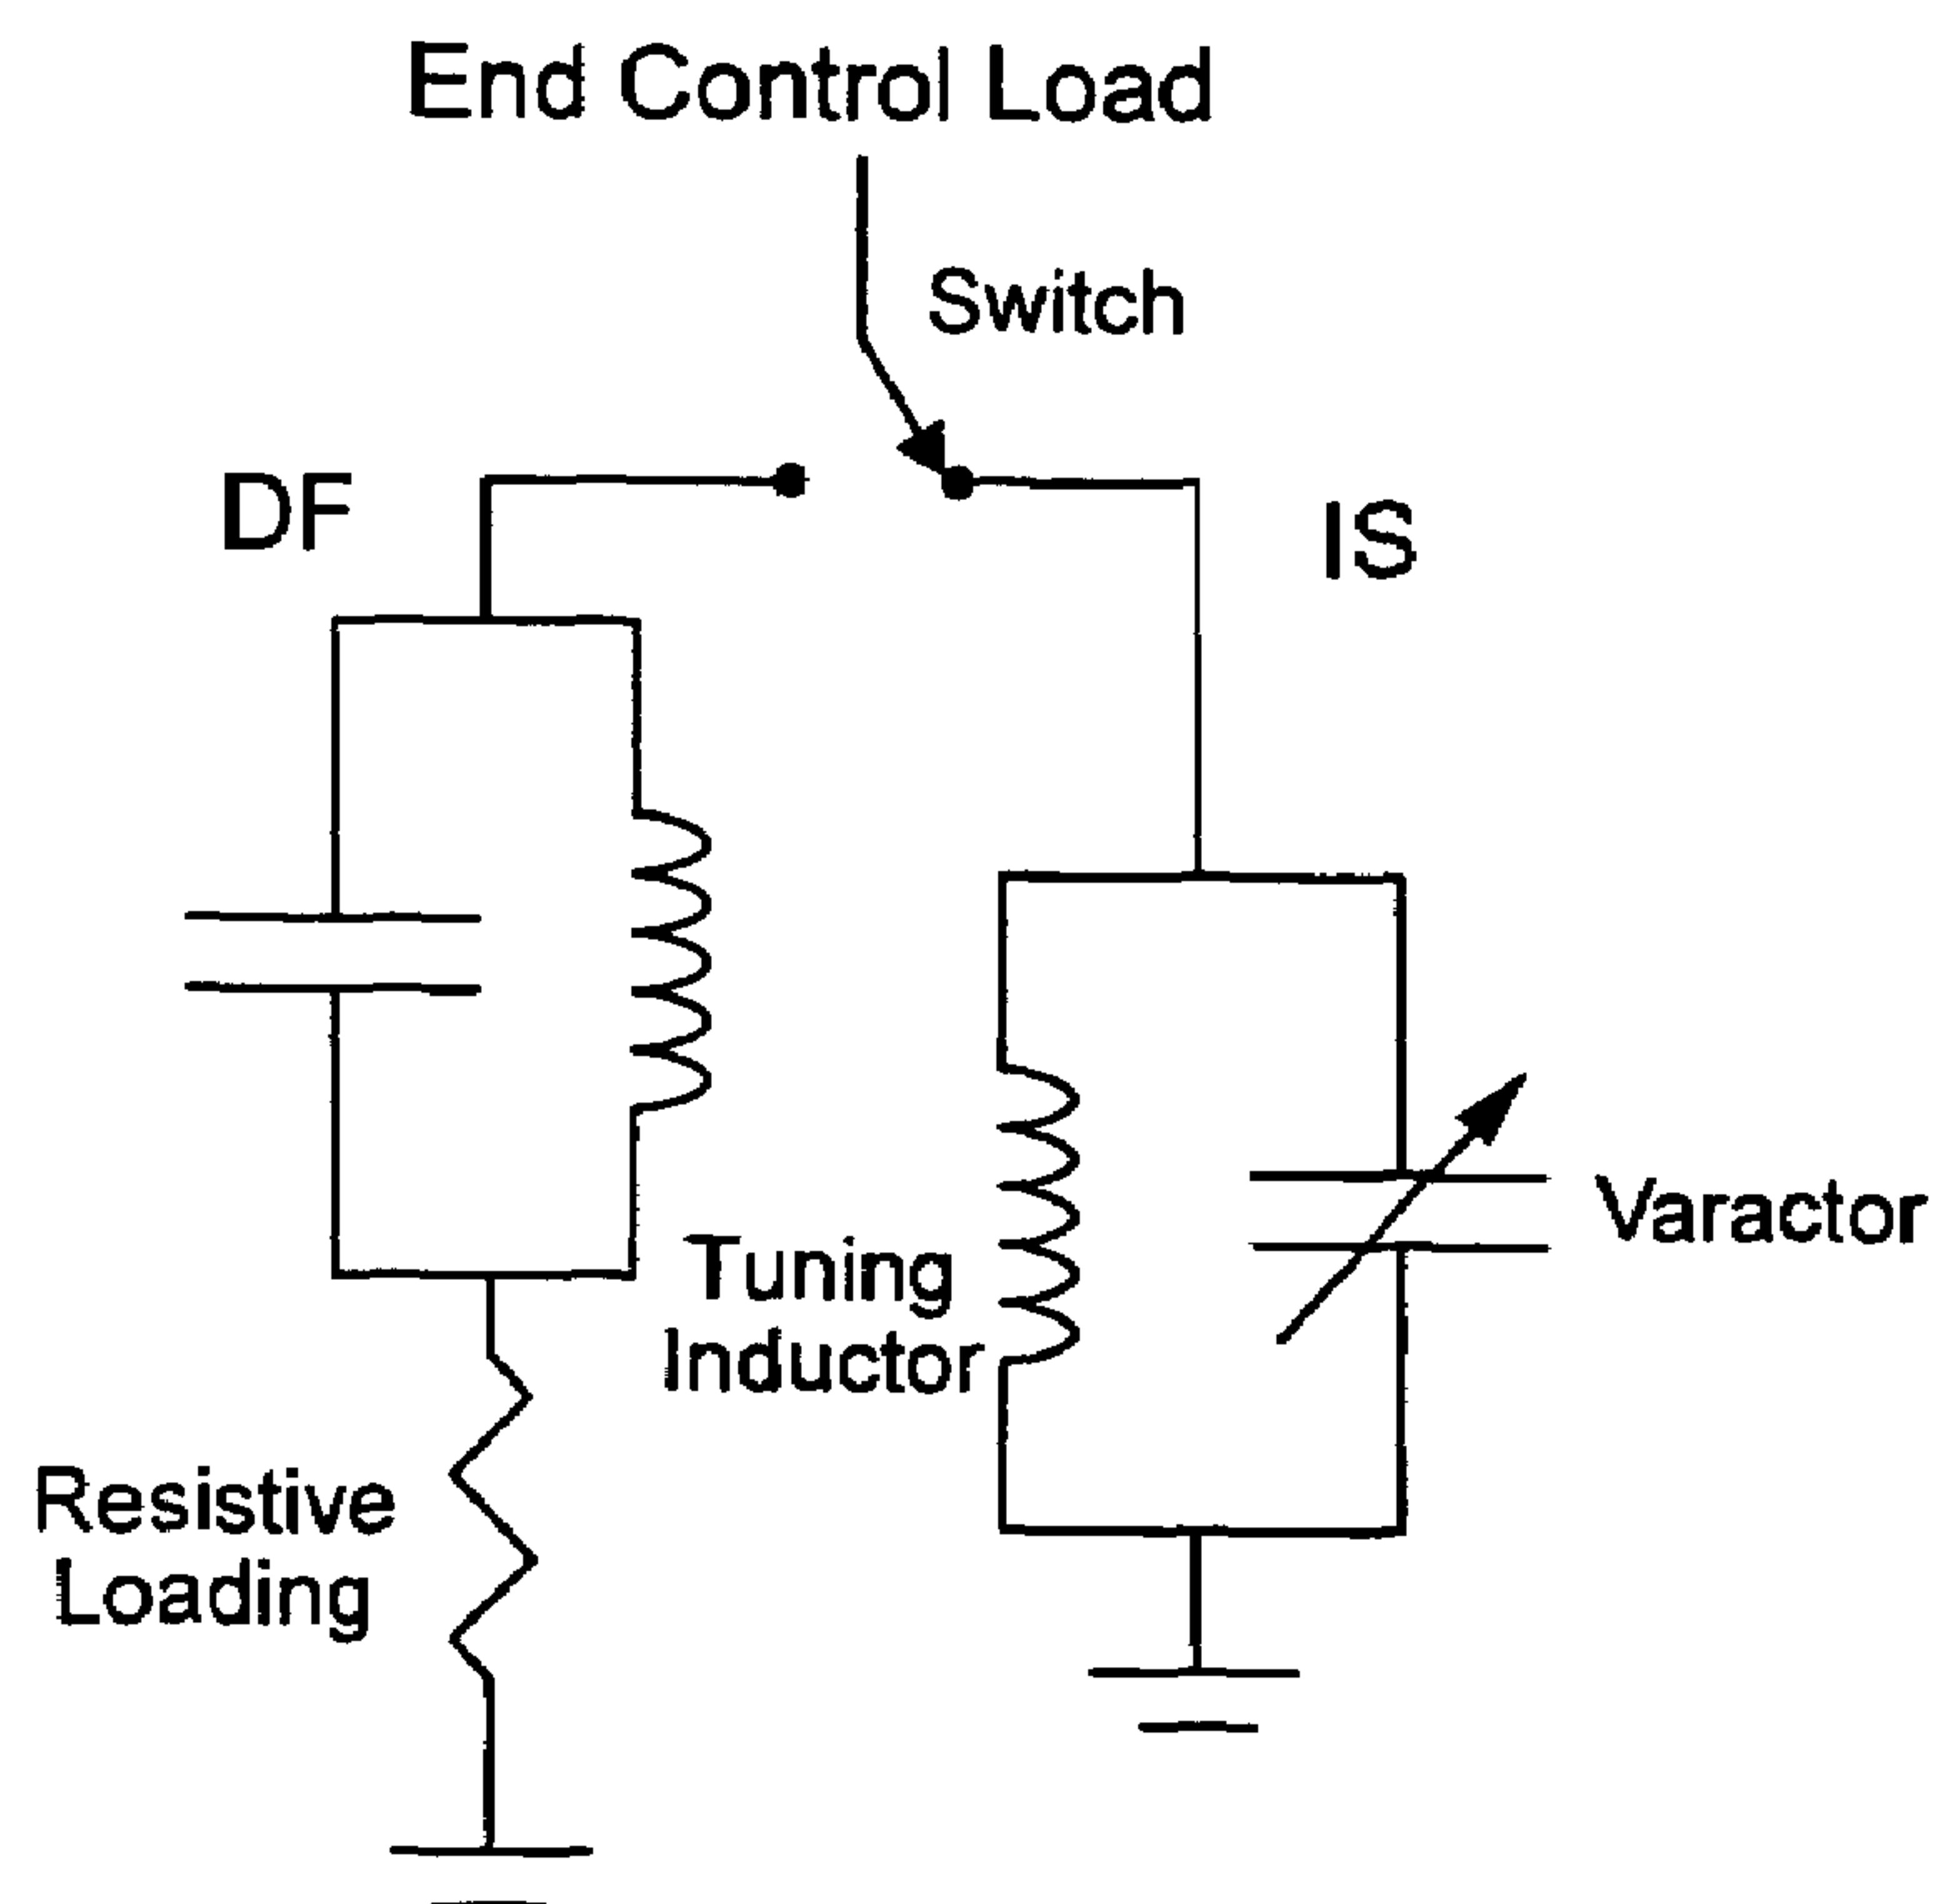 End Control Load
Switch
DF
IS
Varactor
Tuning
Inductor
Resistive
Loading